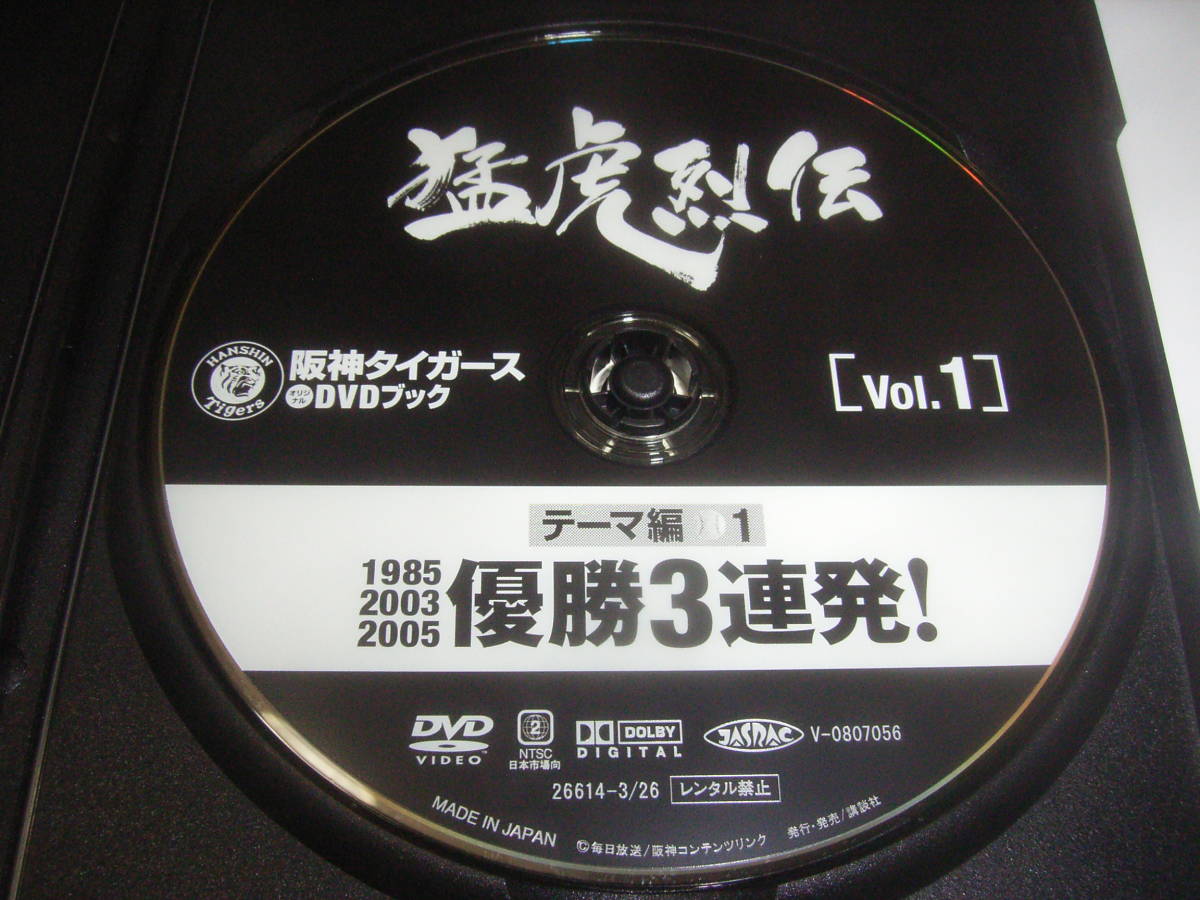 猛虎烈伝
HANSHIN
Tigers
阪神タイガース
オリジナル DVDブック
[Vol.1]
テーマ編 1
1985
2003
2005
優勝3連発!
DVD
VIDEO
2
NTSC
日本市場向
DOLBY
DIGITAL
JASRAC
V-0807056
26614-3/26
レンタル禁止
MADE IN JAPAN
©毎日放送/阪神コンテンツリンク
発行・発売/講談社